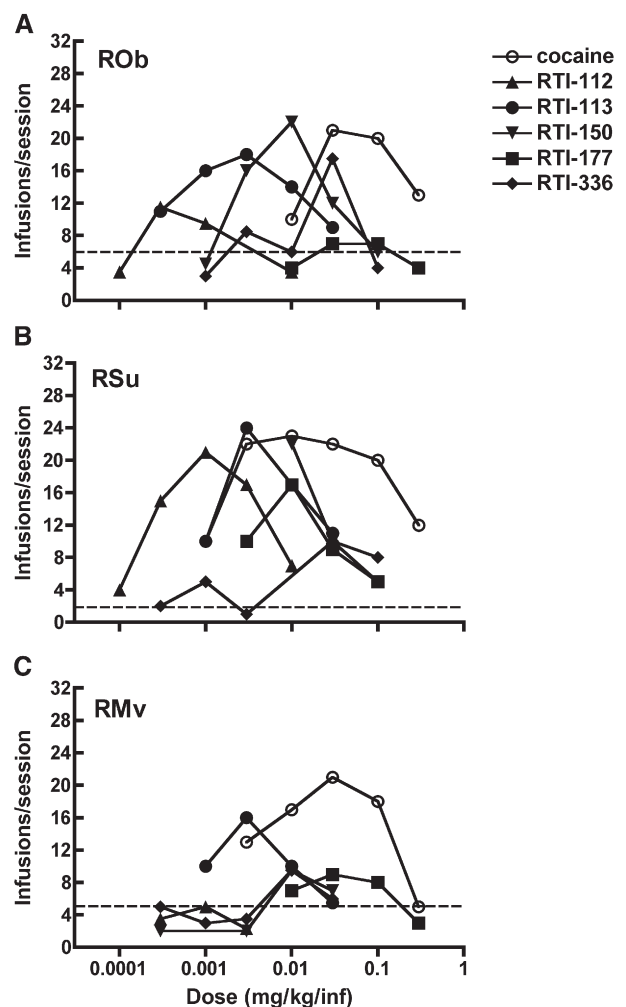 A
ROb
32
28
24
20
16
12
8
4
0
Infusions/session
cocaine
RTI-112
RTI-113
RTI-150
RTI-177
RTI-336
B
RSu
32
28
24
20
16
12
8
4
0
Infusions/session
C
RMv
32
28
24
20
16
12
8
4
0
Infusions/session
0.0001 0.001 0.01 0.1 1
Dose (mg/kg/inf)